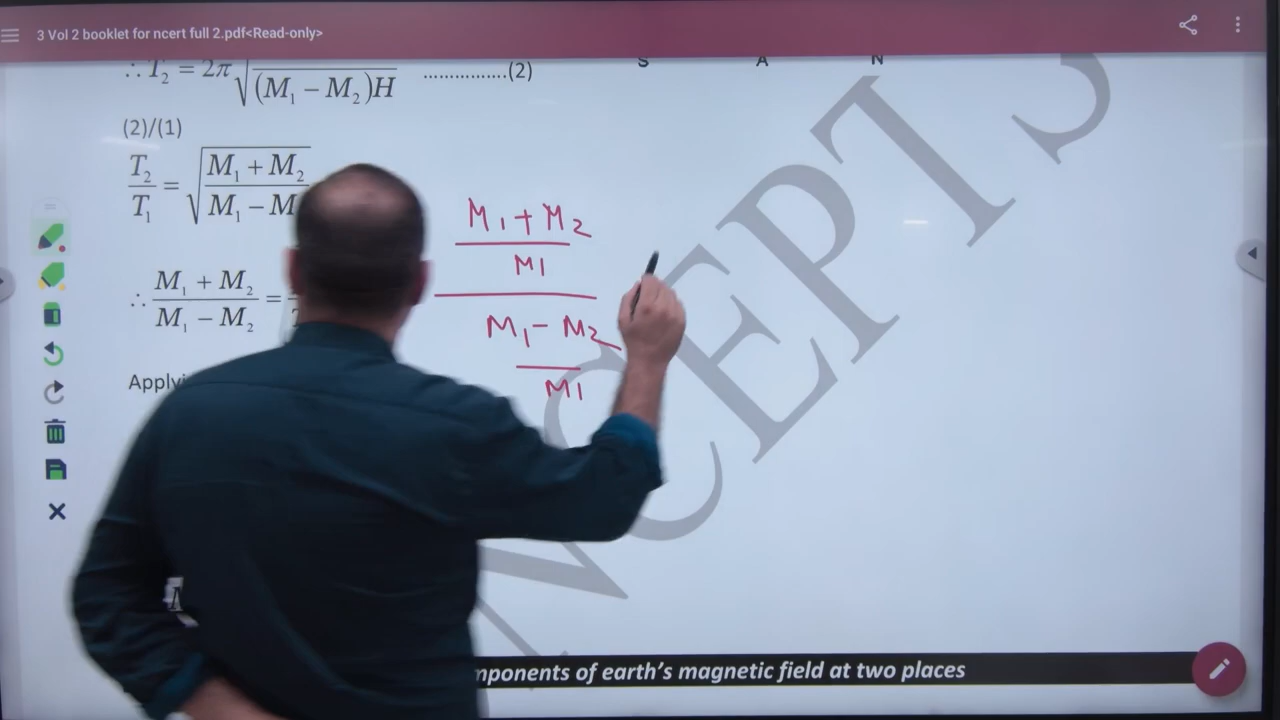 3 Vol 2 booklet for ncert full 2.pdf<Read-only>
S A N
∴ T₂ = 2π √ (M₁ − M₂)H ................(2)
(2)/(1)
T₂/T₁ = √ M₁ + M₂ / M₁ − M
∴ M₁ + M₂ / M₁ − M₂ =
M₁ + M₂
M1
M₁ − M₂
M1
Applyi
NCEPT
mponents of earth's magnetic field at two places